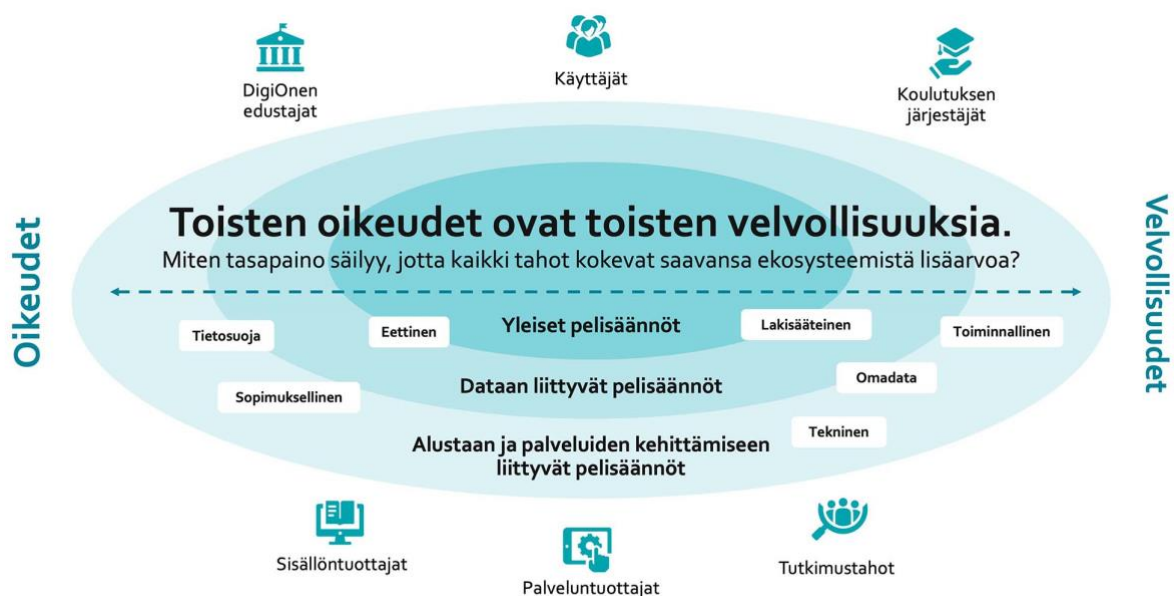 DigiOnen
edustajat
Käyttäjät
Koulutuksen
järjestäjät
Oikeudet
Velvollisuudet
Toisten oikeudet ovat toisten velvollisuuksia.
Miten tasapaino säilyy, jotta kaikki tahot kokevat saavansa ekosysteemistä lisäarvoa?
Tietosuoja
Eettinen
Yleiset pelisäännöt
Lakisääteinen
Toiminnallinen
Sopimuksellinen
Dataan liittyvät pelisäännöt
Omadata
Alustaan ja palveluiden kehittämiseen
liittyvät pelisäännöt
Tekninen
Sisällöntuottajat
Palveluntuottajat
Tutkimustahot